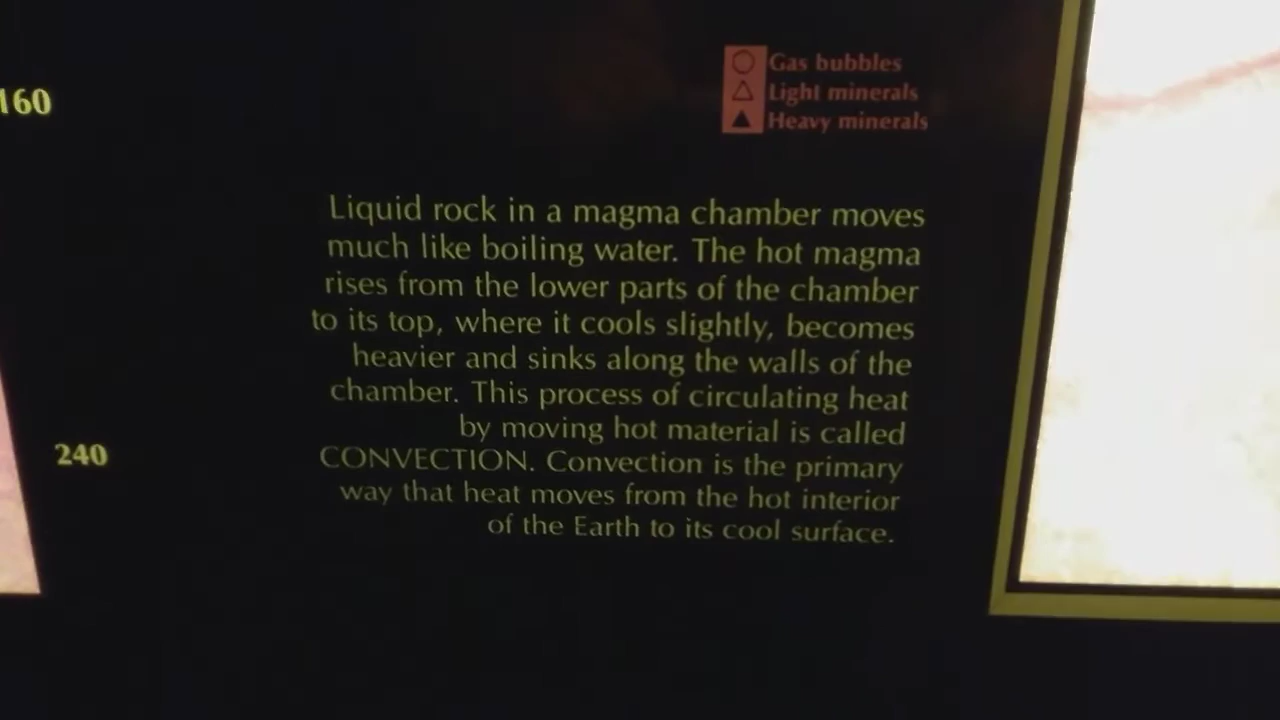 Gas bubbles
Light minerals
Heavy minerals
160
Liquid rock in a magma chamber moves
much like boiling water. The hot magma
rises from the lower parts of the chamber
to its top, where it cools slightly, becomes
heavier and sinks along the walls of the
chamber. This process of circulating heat
by moving hot material is called
CONVECTION. Convection is the primary
way that heat moves from the hot interior
of the Earth to its cool surface.
240